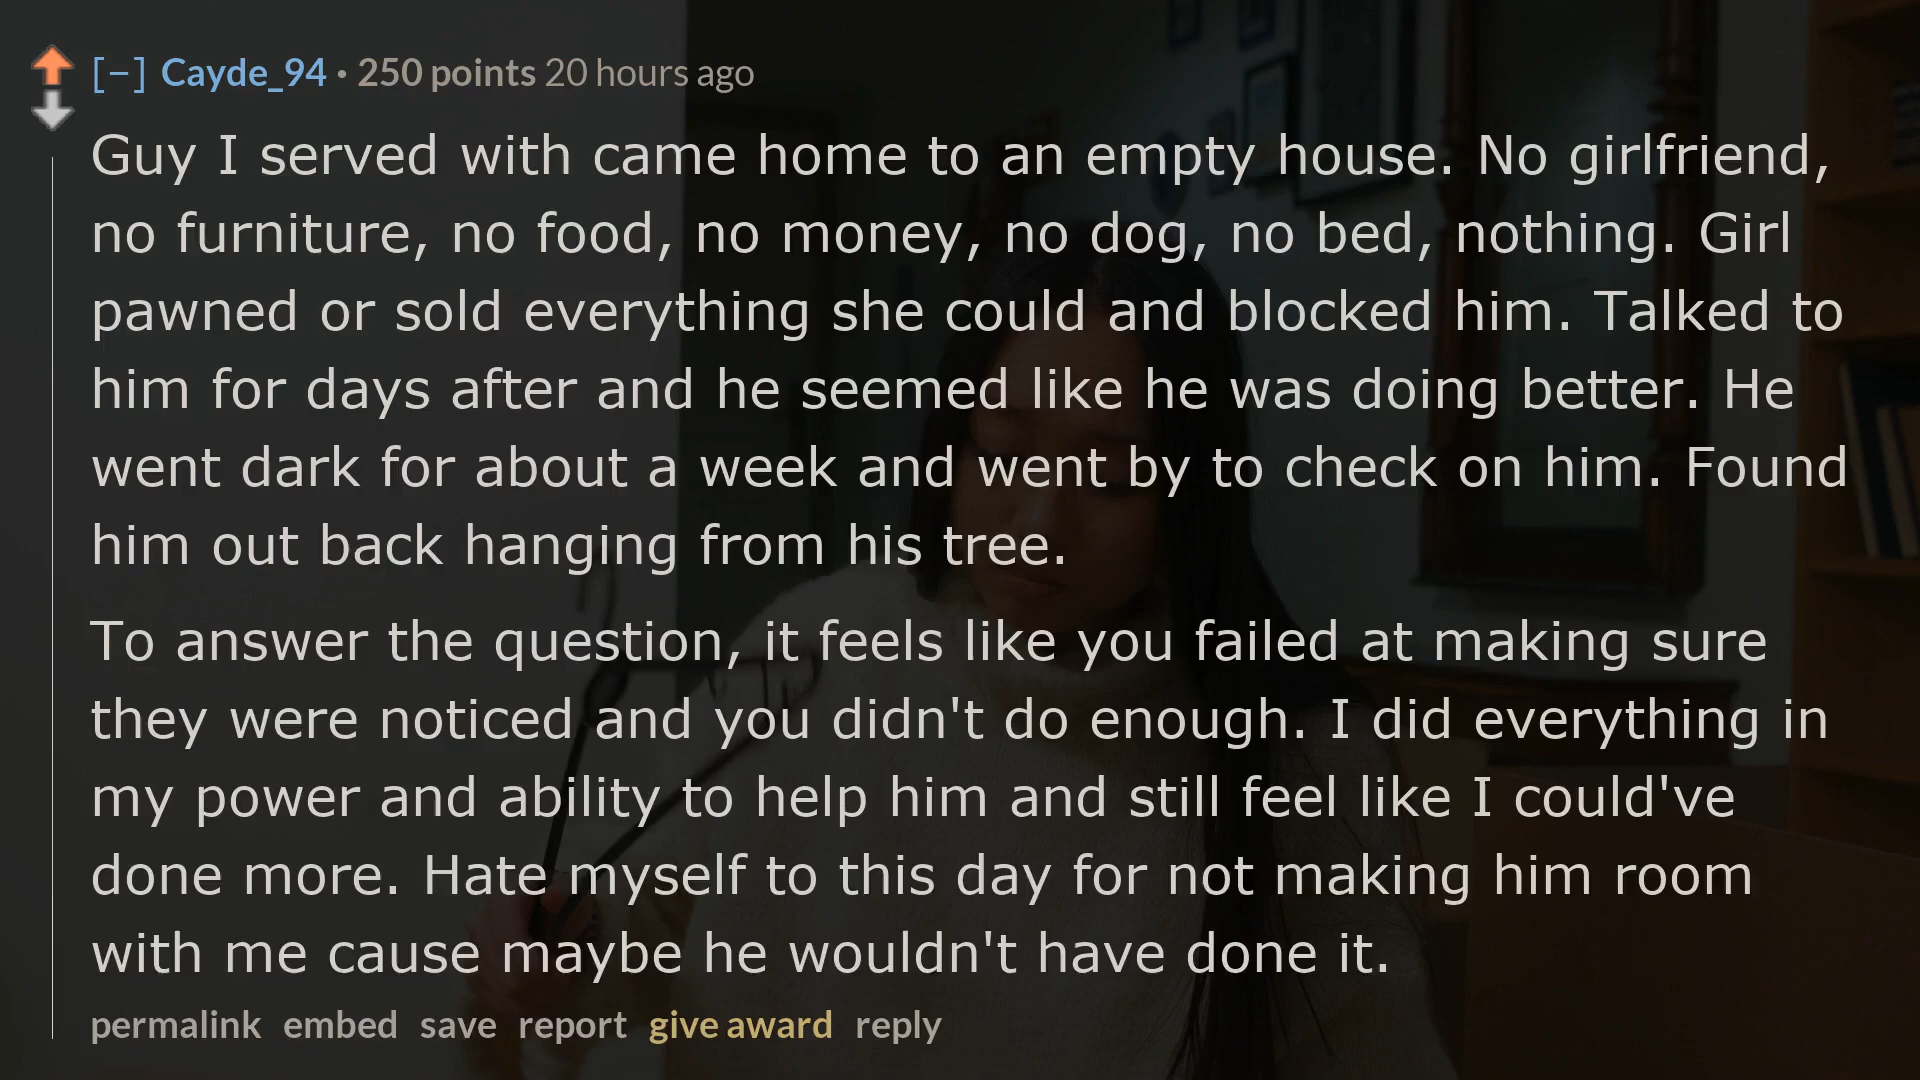 [−] Cayde_94 · 250 points 20 hours ago
Guy I served with came home to an empty house. No girlfriend,
no furniture, no food, no money, no dog, no bed, nothing. Girl
pawned or sold everything she could and blocked him. Talked to
him for days after and he seemed like he was doing better. He
went dark for about a week and went by to check on him. Found
him out back hanging from his tree.
To answer the question, it feels like you failed at making sure
they were noticed and you didn't do enough. I did everything in
my power and ability to help him and still feel like I could've
done more. Hate myself to this day for not making him room
with me cause maybe he wouldn't have done it.
permalink embed save report give award reply